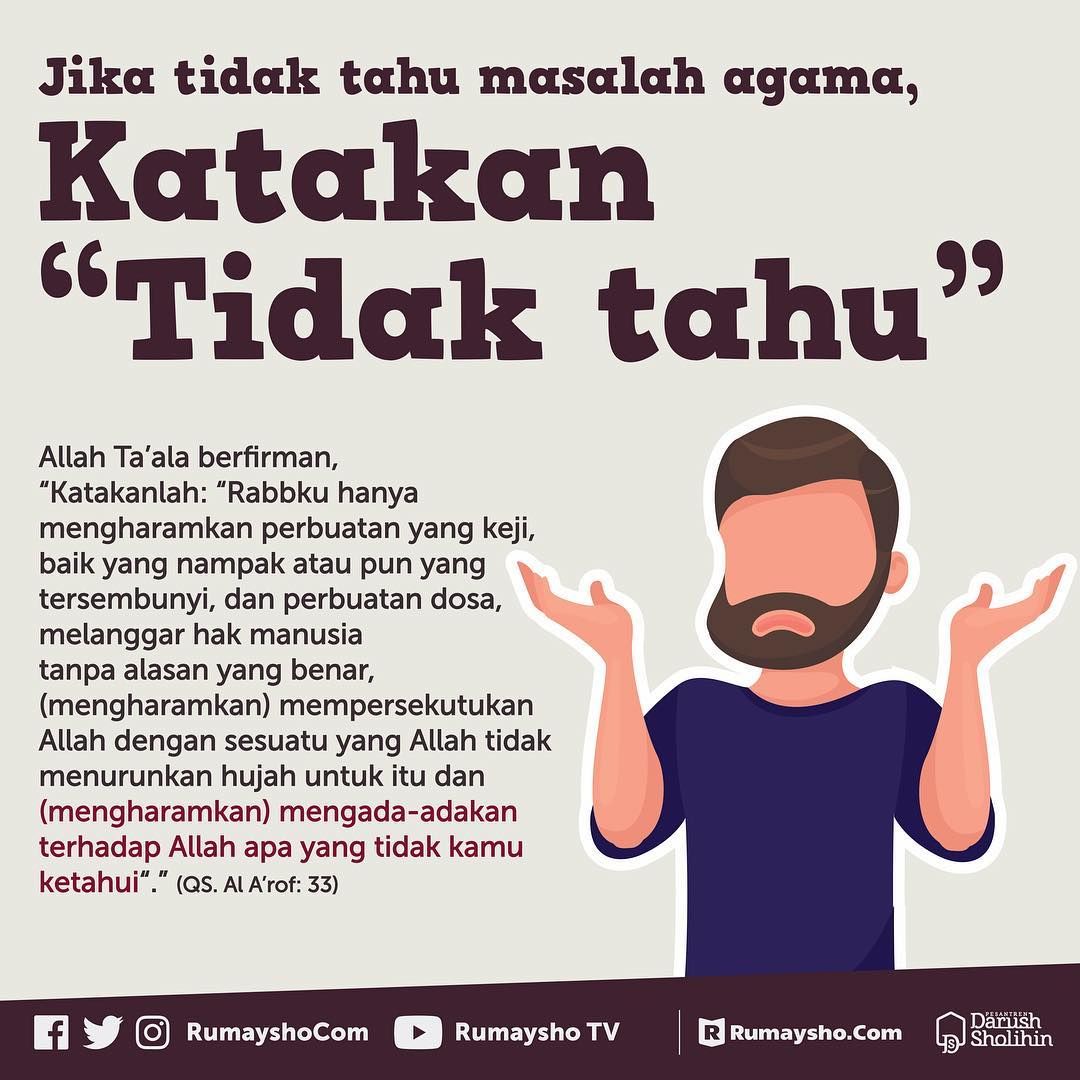 Jika tidak tahu masalah agama,
Katakan
“Tidak tahu”
Allah Ta’ala berfirman,
“Katakanlah: “Rabbku hanya
mengharamkan perbuatan yang keji,
baik yang nampak atau pun yang
tersembunyi, dan perbuatan dosa,
melanggar hak manusia
tanpa alasan yang benar,
(mengharamkan) mempersekutukan
Allah dengan sesuatu yang Allah tidak
menurunkan hujah untuk itu dan
(mengharamkan) mengada-adakan
terhadap Allah apa yang tidak kamu
ketahui“.” (QS. Al A’rof: 33)
RumayshoCom
Rumaysho TV
Rumaysho.Com
PESANTREN
Darush
Sholihin